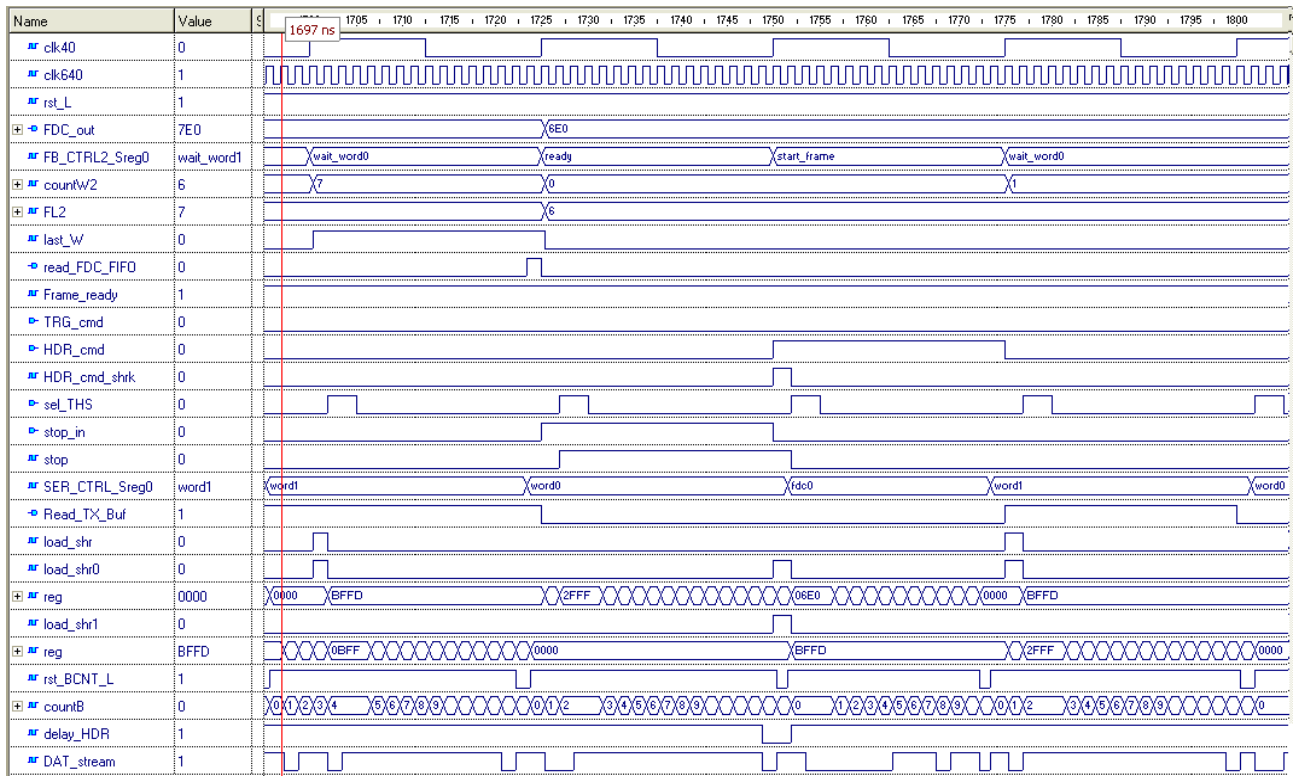 Name Value S 1700 1705 1710 1715 1720 1725 1730 1735 1740 1745 1750 1755 1760 1765 1770 1775 1780 1785 1790 1795 1800
1697 ns
clk40 0
clk640 1
rst_L 1
FDC_out 7E0 6E0
FB_CTRL2_Sreg0 wait_word1 wait_word0 ready start_frame wait_word0
countW2 6 7 0 1
FL2 7 6
last_W 0
read_FDC_FIFO 0
Frame_ready 1
TRG_cmd 0
HDR_cmd 0
HDR_cmd_shrk 0
sel_THS 0
stop_in 0
stop 0
SER_CTRL_Sreg0 word1 word1 word0 fdc0 word1 word0
Read_TX_Buf 1
load_shr 0
load_shr0 0
reg 0000 0000 BFFD 2FFF 06E0 0000 BFFD
load_shr1 0
reg BFFD 0BFF 0000 BFFD 2FFF 0000
rst_BCNT_L 1
countB 0 0 1 2 3 4 5 6 7 8 9 0 1 2 3 4 5 6 7 8 9 0 1 2 3 4 5 6 7 8 9 0 1 2 3 4 5 6 7 8 9 0
delay_HDR 1
DAT_stream 1